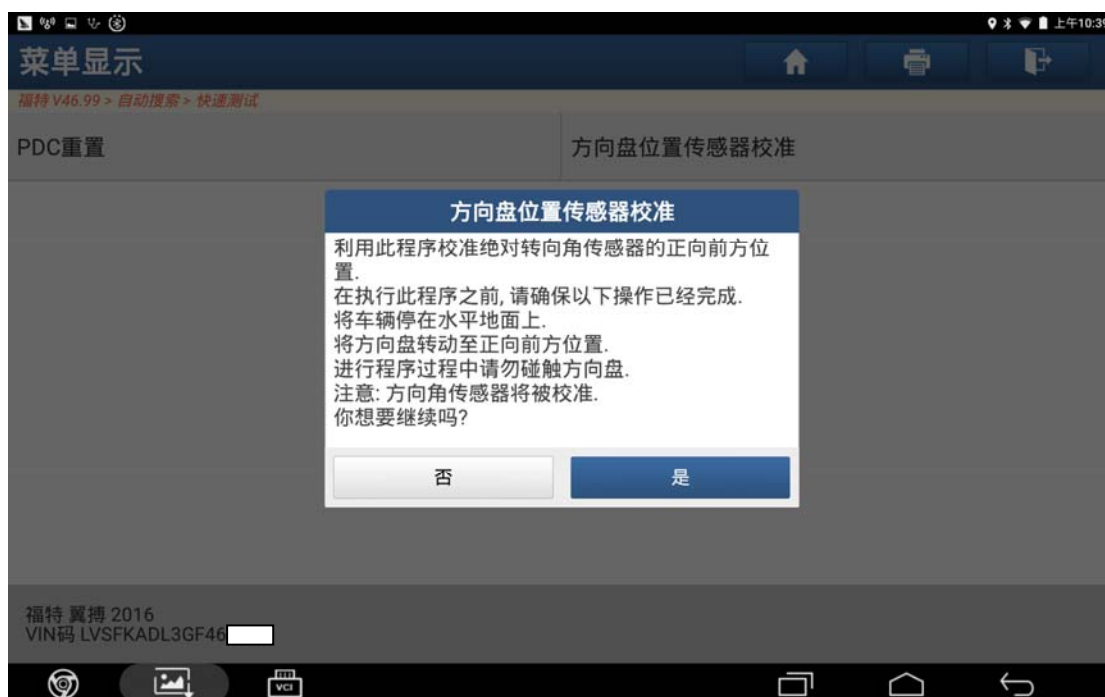 上午10:39
菜单显示
福特 V46.99 > 自动搜索 > 快速测试
PDC重置
方向盘位置传感器校准
方向盘位置传感器校准
利用此程序校准绝对转向角传感器的正向前方位
置.
在执行此程序之前, 请确保以下操作已经完成.
将车辆停在水平地面上.
将方向盘转动至正向前方位置.
进行程序过程中请勿碰触方向盘.
注意: 方向角传感器将被校准.
你想要继续吗?
否
是
福特 翼搏 2016
VIN码 LVSFKADL3GF46
VCI